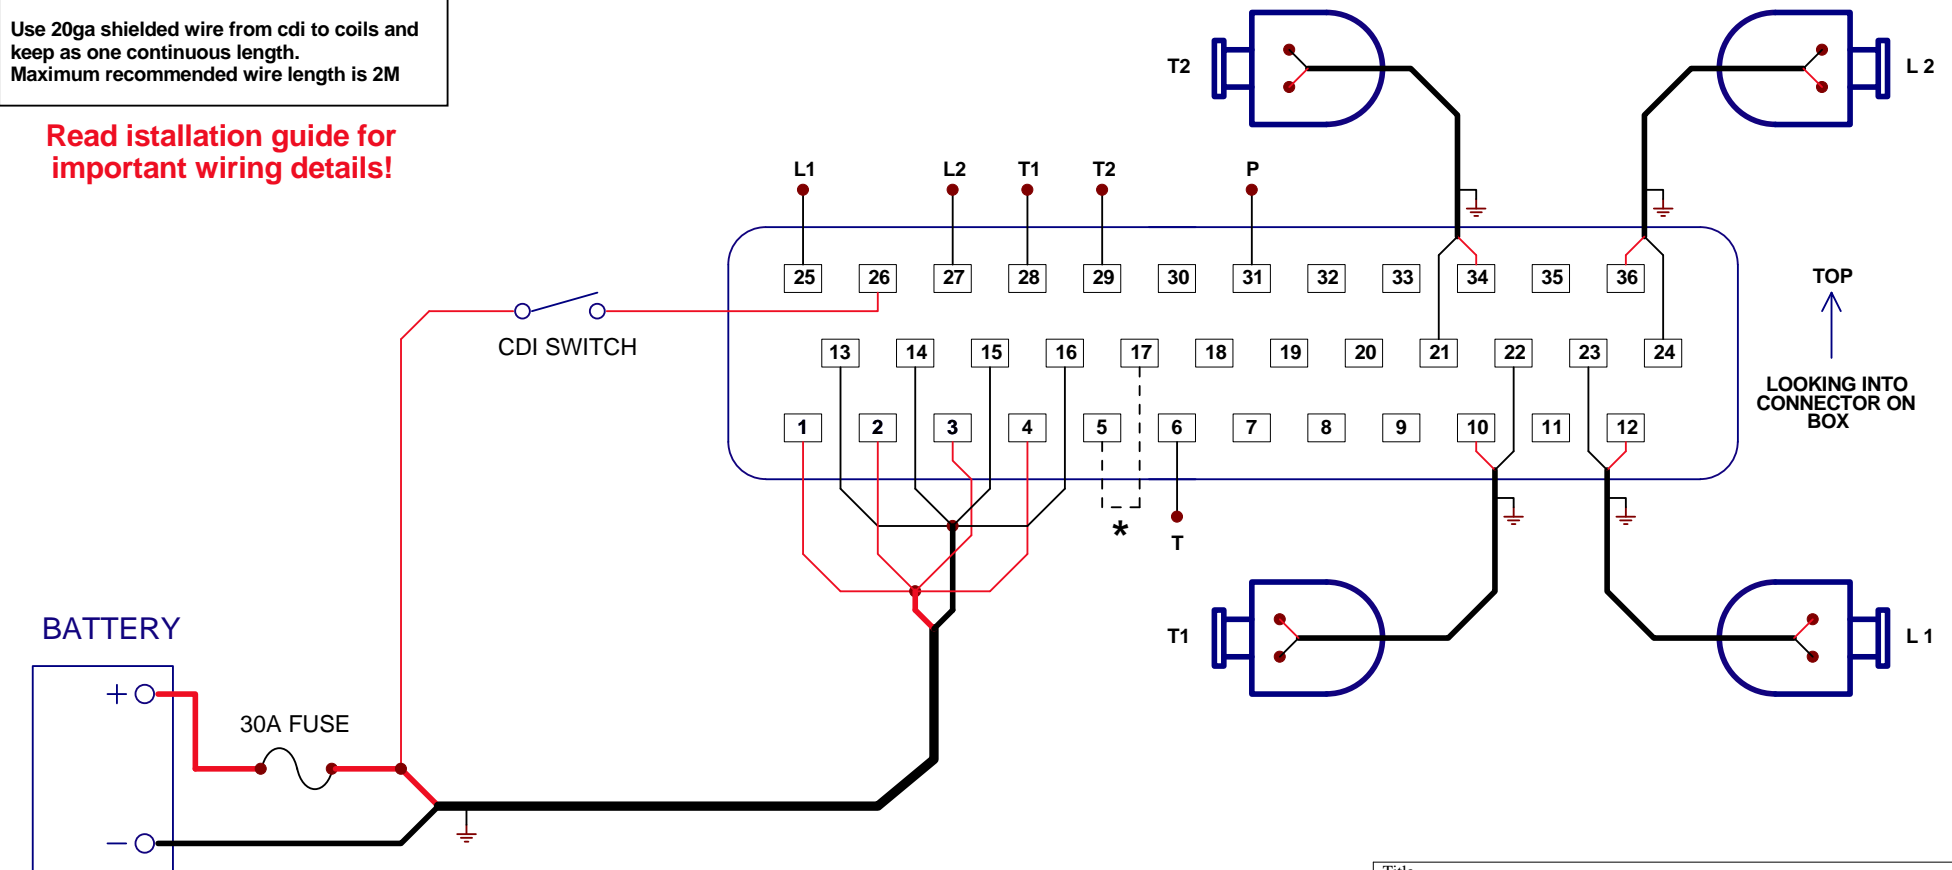 Use 20ga shielded wire from cdi to coils and
keep as one continuous length.
Maximum recommended wire length is 2M
Read istallation guide for
important wiring details!
T2
L 2
L1
L2
T1
T2
P
25
26
27
28
29
30
31
32
33
34
35
36
TOP
CDI SWITCH
13
14
15
16
17
18
19
20
21
22
23
24
LOOKING INTO
CONNECTOR ON
BOX
1
2
3
4
5
6
7
8
9
10
11
12
*
T
BATTERY
T1
L 1
+
30A FUSE
−